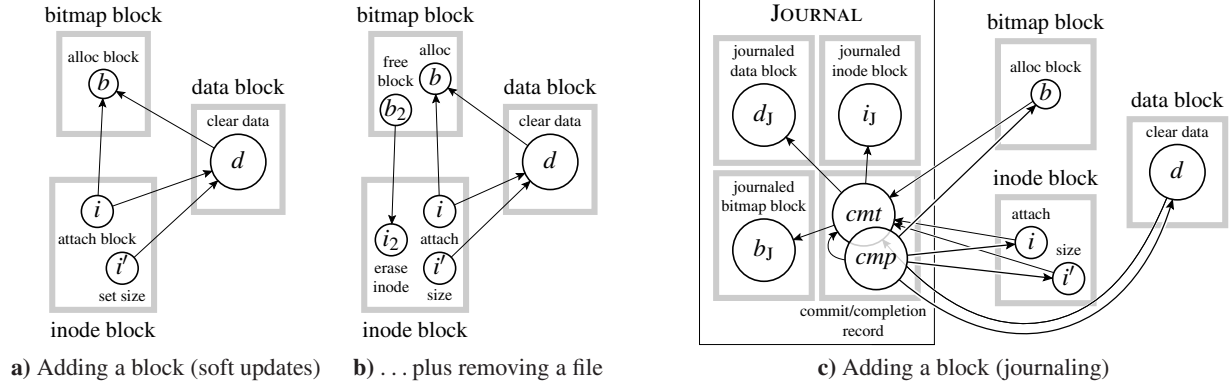 bitmap block
alloc block
b
data block
clear data
d
i
attach block
i′
set size
inode block
a) Adding a block (soft updates)
bitmap block
alloc
free
block
b
b₂
data block
clear data
d
i
i₂
attach
erase
inode
i′
size
inode block
b) . . . plus removing a file
JOURNAL
journaled
data block
d_J
journaled
inode block
i_J
journaled
bitmap block
b_J
cmt
cmp
commit/completion
record
bitmap block
alloc block
b
data block
clear data
d
inode block
attach
i
size
i′
c) Adding a block (journaling)